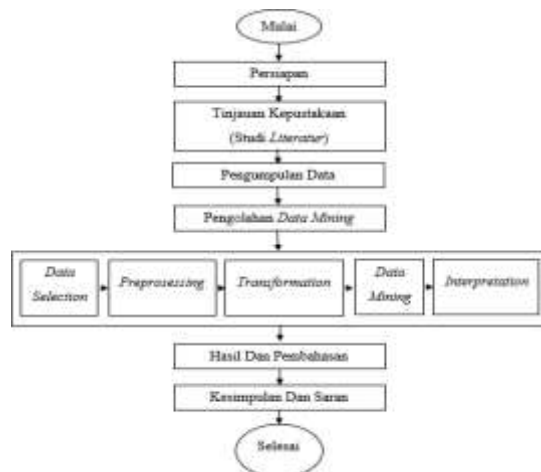 Mulai
Persiapan
Tinjauan Kepustakaan
(Studi Literatur)
Pengumpulan Data
Pengolahan Data Mining
Data
Selection
Preprosessing
Transformation
Data
Mining
Interpretation
Hasil Dan Pembahasan
Kesimpulan Dan Saran
Selesai